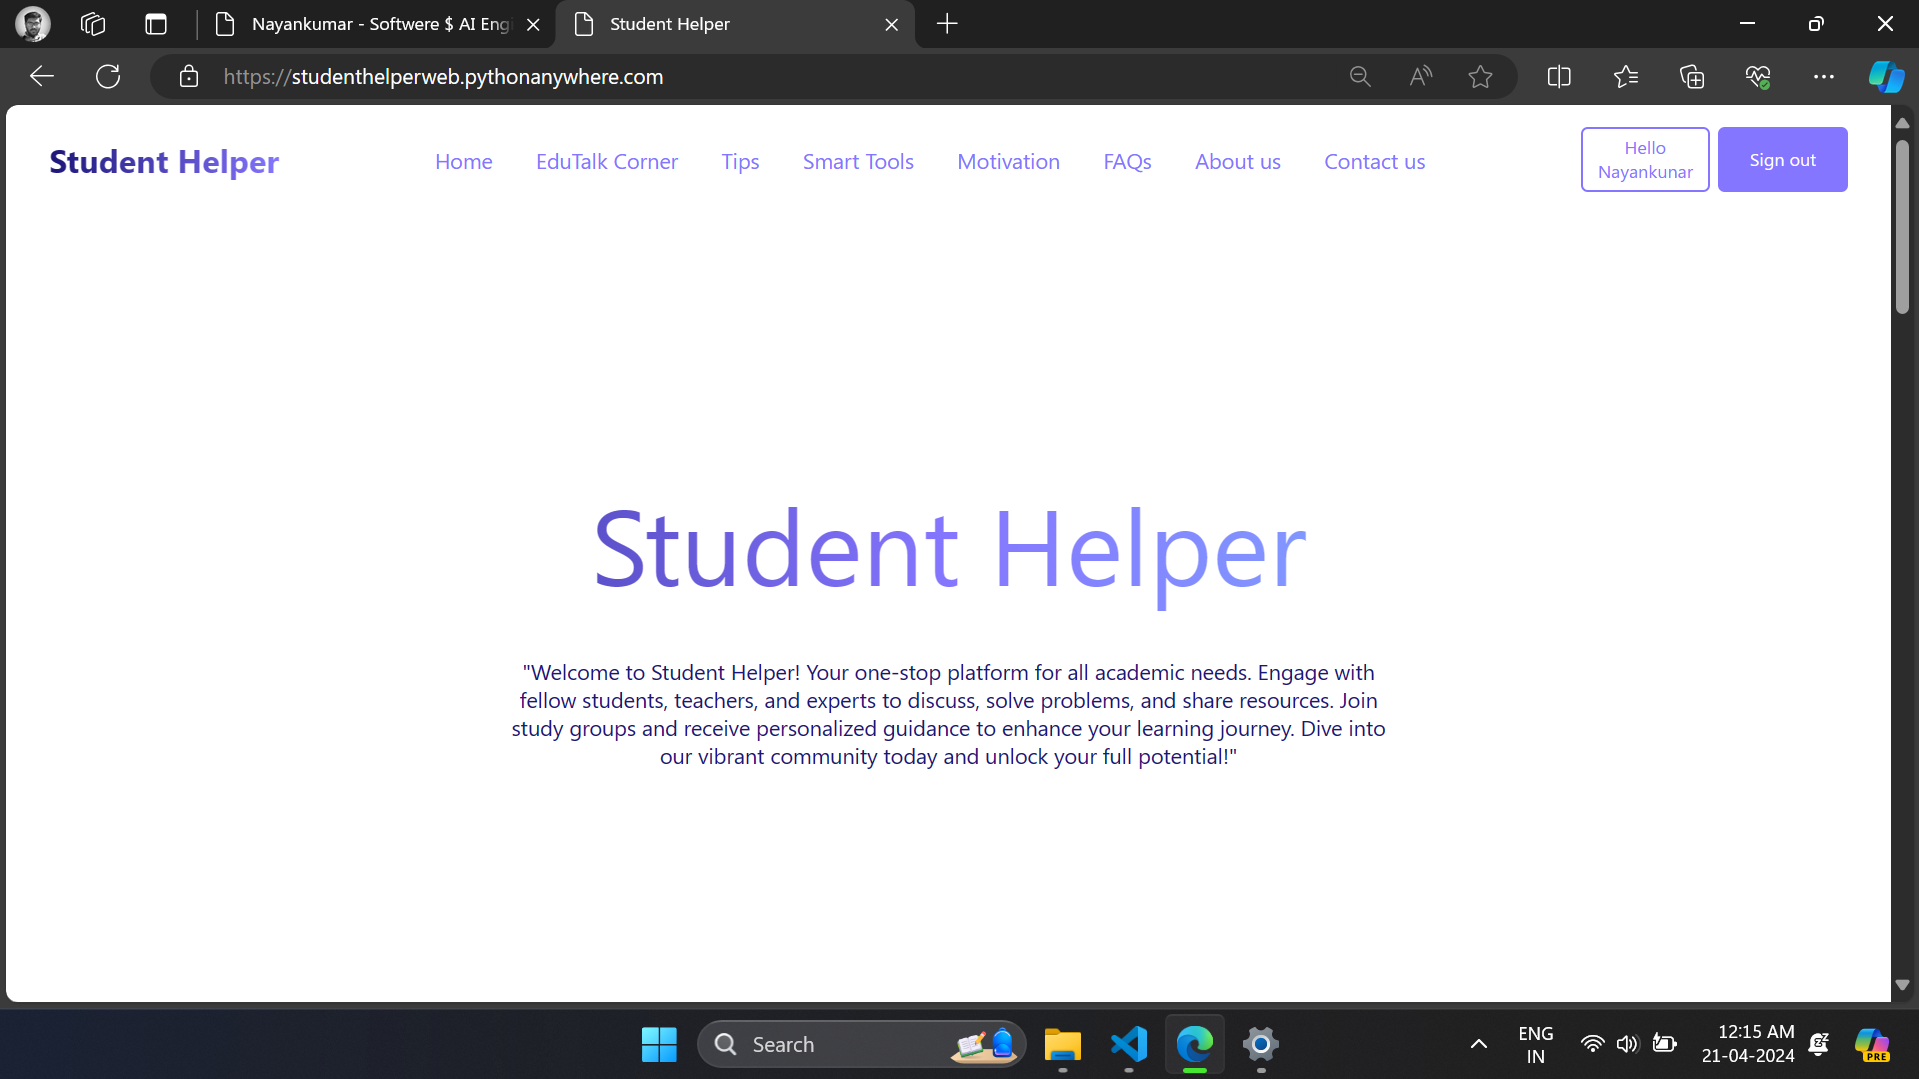 Nayankumar - Softwere $ AI Engi
Student Helper
https://studenthelperweb.pythonanywhere.com
Student Helper
Home
EduTalk Corner
Tips
Smart Tools
Motivation
FAQs
About us
Contact us
Hello
Nayankunar
Sign out
Student Helper
"Welcome to Student Helper! Your one-stop platform for all academic needs. Engage with
fellow students, teachers, and experts to discuss, solve problems, and share resources. Join
study groups and receive personalized guidance to enhance your learning journey. Dive into
our vibrant community today and unlock your full potential!"
Search
ENG
IN
12:15 AM
21-04-2024
PRE